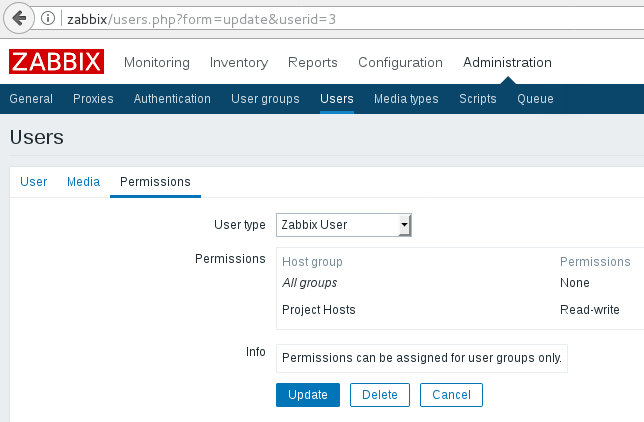 zabbix/users.php?form=update&userid=3
ZABBIX Monitoring Inventory Reports Configuration Administration
General Proxies Authentication User groups Users Media types Scripts Queue
Users
User Media Permissions
User type Zabbix User
Permissions Host group Permissions
All groups None
Project Hosts Read-write
Info Permissions can be assigned for user groups only.
Update Delete Cancel